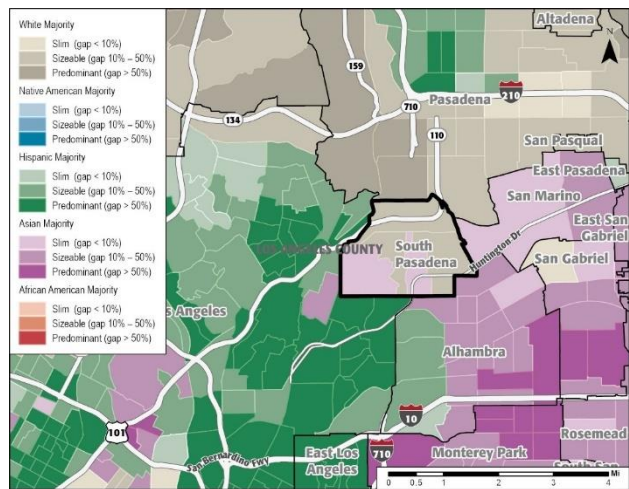 White Majority
Slim (gap < 10%)
Sizeable (gap 10% – 50%)
Predominant (gap > 50%)
Native American Majority
Slim (gap < 10%)
Sizeable (gap 10% – 50%)
Predominant (gap > 50%)
Hispanic Majority
Slim (gap < 10%)
Sizeable (gap 10% – 50%)
Predominant (gap > 50%)
Asian Majority
Slim (gap < 10%)
Sizeable (gap 10% – 50%)
Predominant (gap > 50%)
African American Majority
Slim (gap < 10%)
Sizeable (gap 10% – 50%)
Predominant (gap > 50%)
Altadena
N
159
710
Pasadena
210
134
110
San Pasqual
East Pasadena
San Marino
East San
Gabriel
LOS ANGELES COUNTY
South
Pasadena
Huntington Dr
San Gabriel
Los Angeles
Alhambra
101
10
San Bernardino Fwy
East Los
Angeles
710
Monterey Park
Rosemead
South San
Mi
0 0.5 1 2 3 4